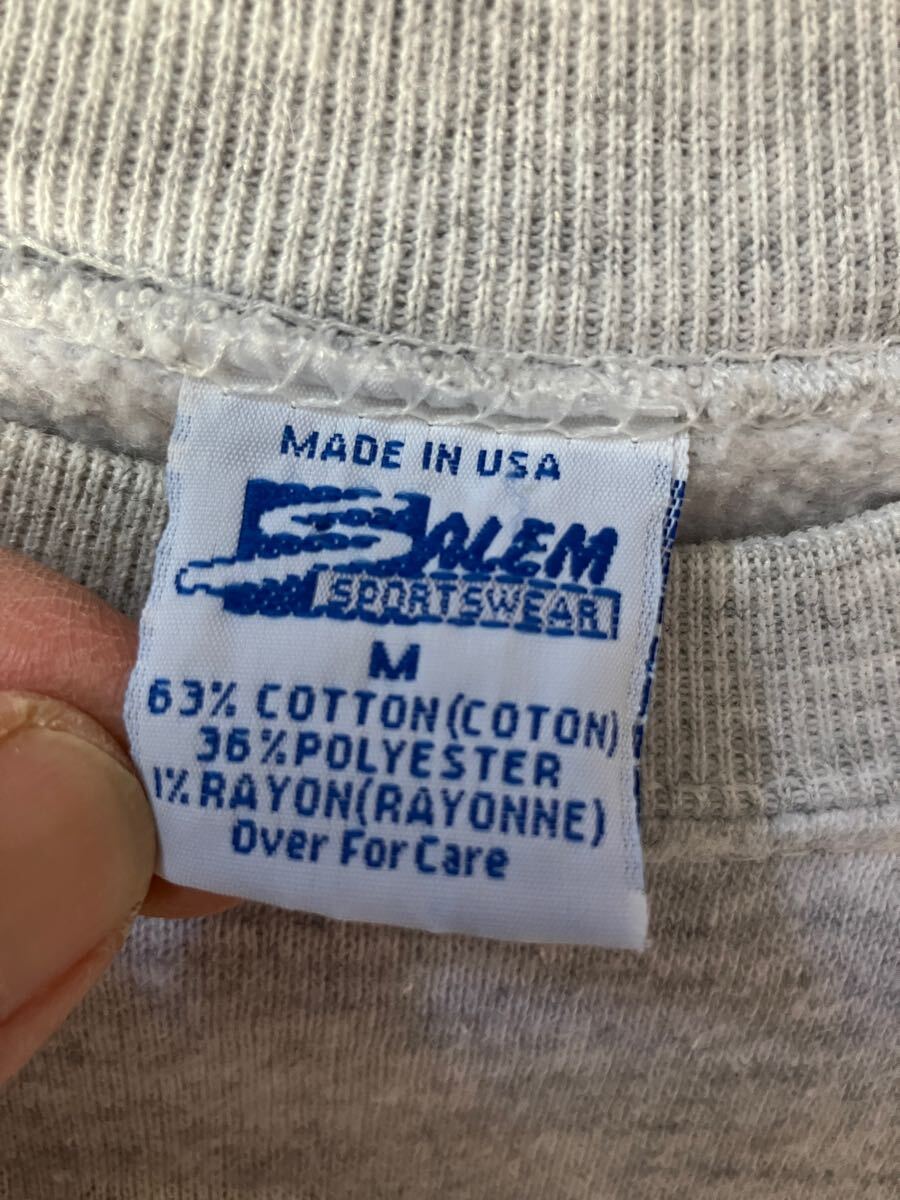 MADE IN USA
SALEM
SPORTSWEAR
M
63% COTTON(COTON)
36%POLYESTER
1% RAYON(RAYONNE)
Over For Care